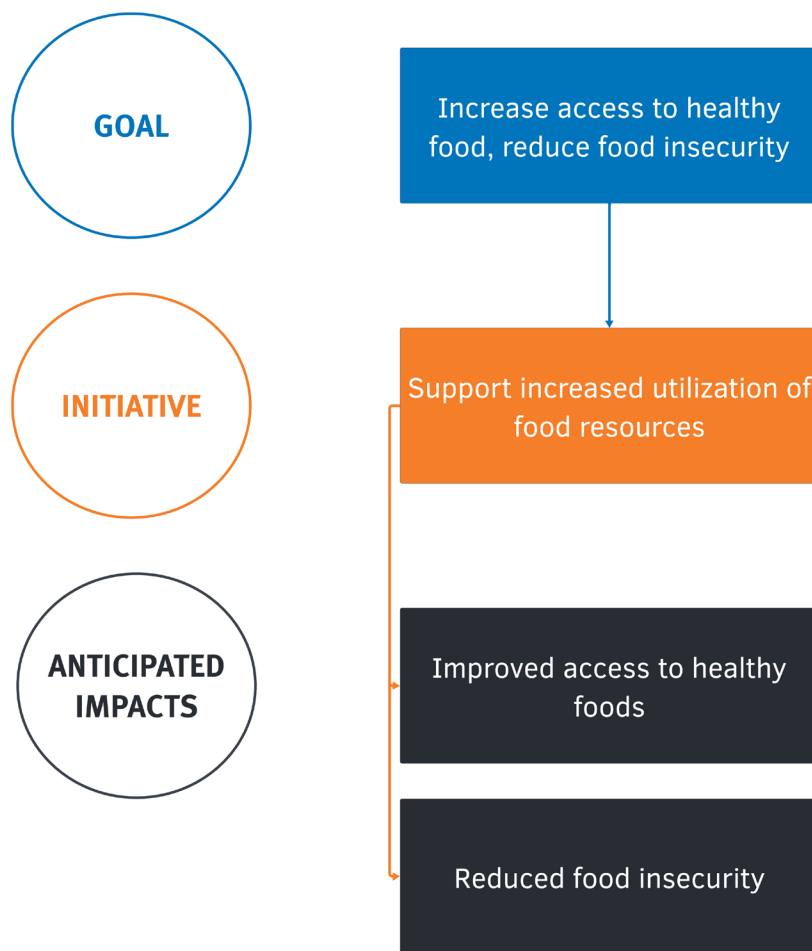 GOAL
Increase access to healthy
food, reduce food insecurity
INITIATIVE
Support increased utilization of
food resources
ANTICIPATED
IMPACTS
Improved access to healthy
foods
Reduced food insecurity